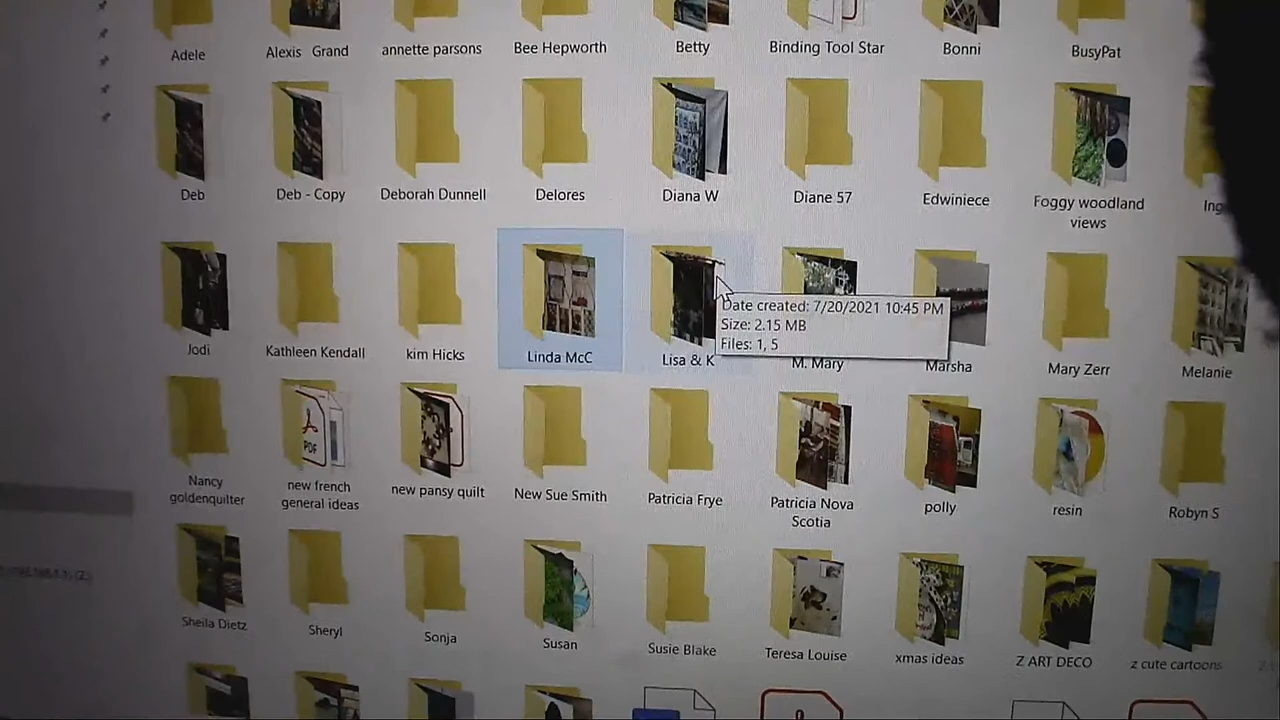 Adele
Alexis Grand
annette parsons
Bee Hepworth
Betty
Binding Tool Star
Bonni
BusyPat
Deb
Deb - Copy
Deborah Dunnell
Delores
Diana W
Diane 57
Edwiniece
Foggy woodland
views
Ing
Jodi
Kathleen Kendall
kim Hicks
Linda McC
Lisa & K
M. Mary
Marsha
Mary Zerr
Melanie
Date created: 7/20/2021 10:45 PM
Size: 2.15 MB
Files: 1, 5
Nancy
goldenquilter
PDF
new french
general ideas
new pansy quilt
New Sue Smith
Patricia Frye
Patricia Nova
Scotia
polly
resin
Robyn S
Sheila Dietz
Sheryl
Sonja
Susan
Susie Blake
Teresa Louise
xmas ideas
Z ART DECO
z cute cartoons